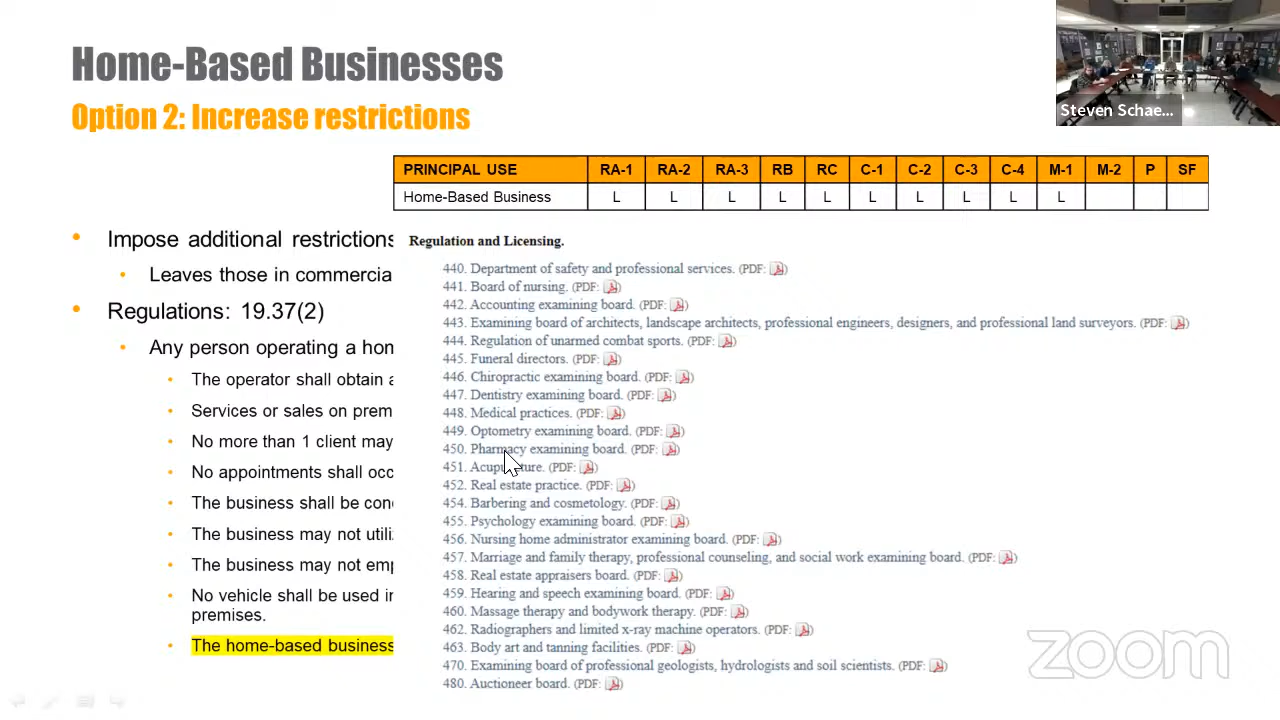 Home-Based Businesses
Option 2: Increase restrictions
Steven Schae...
PRINCIPAL USE RA-1 RA-2 RA-3 RB RC C-1 C-2 C-3 C-4 M-1 M-2 P SF
Home-Based Business L L L L L L L L L L
• Impose additional restrictions
• Leaves those in commercia
• Regulations: 19.37(2)
• Any person operating a hom
• The operator shall obtain a
• Services or sales on prem
• No more than 1 client may
• No appointments shall occ
• The business shall be con
• The business may not utili
• The business may not emp
• No vehicle shall be used in
premises.
• The home-based business
Regulation and Licensing.
440. Department of safety and professional services. (PDF: )
441. Board of nursing. (PDF: )
442. Accounting examining board. (PDF: )
443. Examining board of architects, landscape architects, professional engineers, designers, and professional land surveyors. (PDF: )
444. Regulation of unarmed combat sports. (PDF: )
445. Funeral directors. (PDF: )
446. Chiropractic examining board. (PDF: )
447. Dentistry examining board. (PDF: )
448. Medical practices. (PDF: )
449. Optometry examining board. (PDF: )
450. Pharmacy examining board. (PDF: )
451. Acupuncture. (PDF: )
452. Real estate practice. (PDF: )
454. Barbering and cosmetology. (PDF: )
455. Psychology examining board. (PDF: )
456. Nursing home administrator examining board. (PDF: )
457. Marriage and family therapy, professional counseling, and social work examining board. (PDF: )
458. Real estate appraisers board. (PDF: )
459. Hearing and speech examining board. (PDF: )
460. Massage therapy and bodywork therapy. (PDF: )
462. Radiographers and limited x-ray machine operators. (PDF: )
463. Body art and tanning facilities. (PDF: )
470. Examining board of professional geologists, hydrologists and soil scientists. (PDF: )
480. Auctioneer board. (PDF: )
zoom